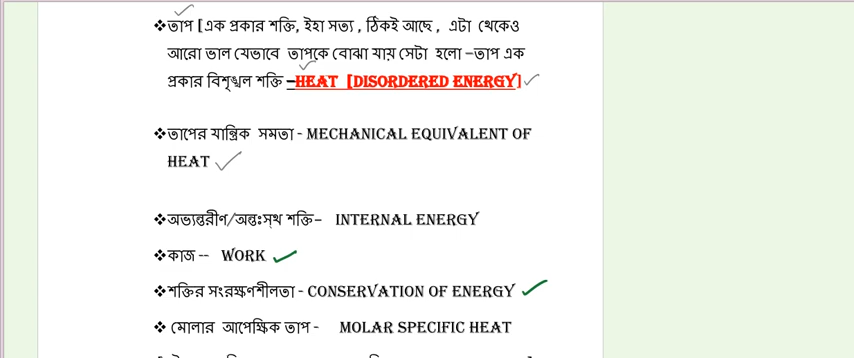 ❖তাপ [এক প্রকার শক্তি, ইহা সত্য , ঠিকই আছে , এটা থেকেও
আরো ভাল যেভাবে তাপকে বোঝা যায় সেটা হলো –তাপ এক
প্রকার বিশৃঙ্খল শক্তি –HEAT [DISORDERED ENERGY]
❖তাপের যান্ত্রিক সমতা - MECHANICAL EQUIVALENT OF
HEAT
❖অভ্যন্তরীণ/অন্তঃস্থ শক্তি– INTERNAL ENERGY
❖কাজ -- WORK
❖শক্তির সংরক্ষণশীলতা - CONSERVATION OF ENERGY
❖ মোলার আপেক্ষিক তাপ - MOLAR SPECIFIC HEAT